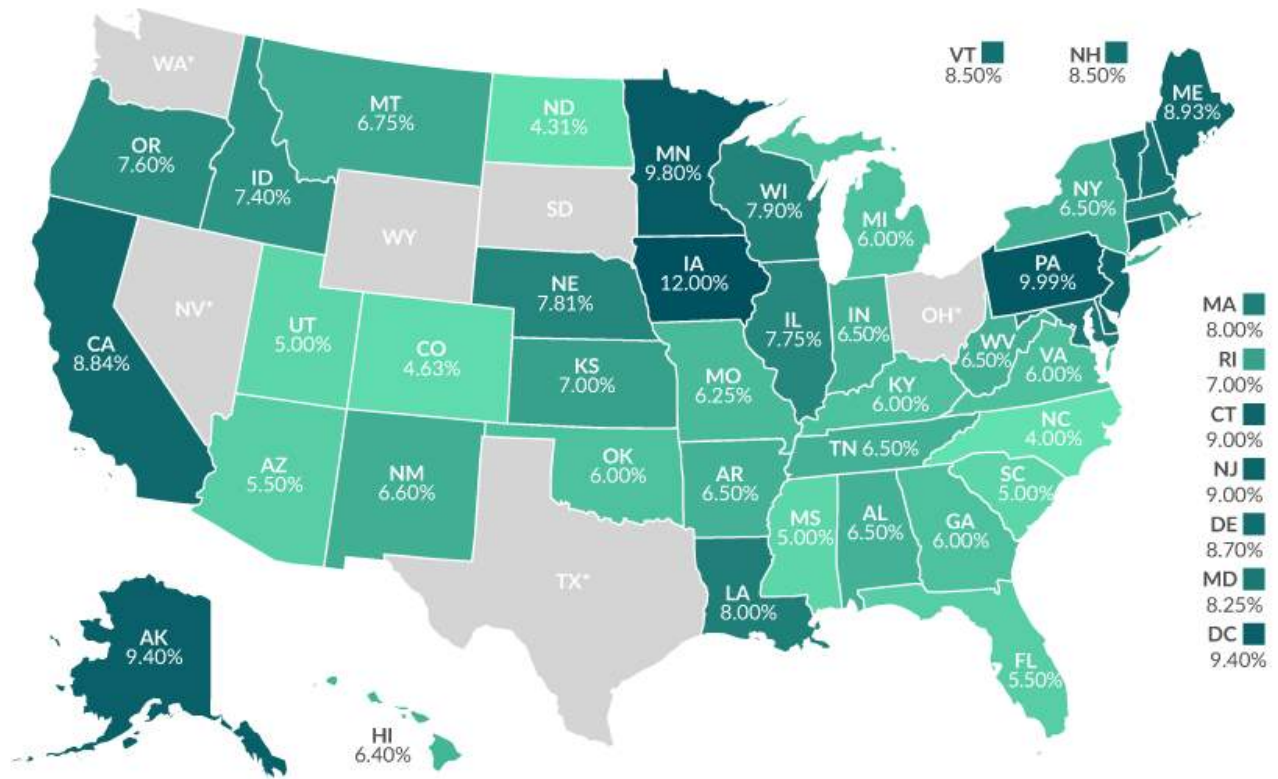 WA*
VT
8.50%
NH
8.50%
ME
8.93%
MT
6.75%
ND
4.31%
OR
7.60%
ID
7.40%
MN
9.80%
WI
7.90%
MI
6.00%
NY
6.50%
WY
SD
IA
12.00%
PA
9.99%
NE
7.81%
NV*
UT
5.00%
CO
4.63%
IL
7.75%
IN
6.50%
OH*
CA
8.84%
KS
7.00%
MO
6.25%
WV
6.50%
VA
6.00%
KY
6.00%
NC
4.00%
TN 6.50%
AZ
5.50%
NM
6.60%
OK
6.00%
AR
6.50%
SC
5.00%
MS
5.00%
AL
6.50%
GA
6.00%
TX*
LA
8.00%
FL
5.50%
AK
9.40%
HI
6.40%
MA
8.00%
RI
7.00%
CT
9.00%
NJ
9.00%
DE
8.70%
MD
8.25%
DC
9.40%